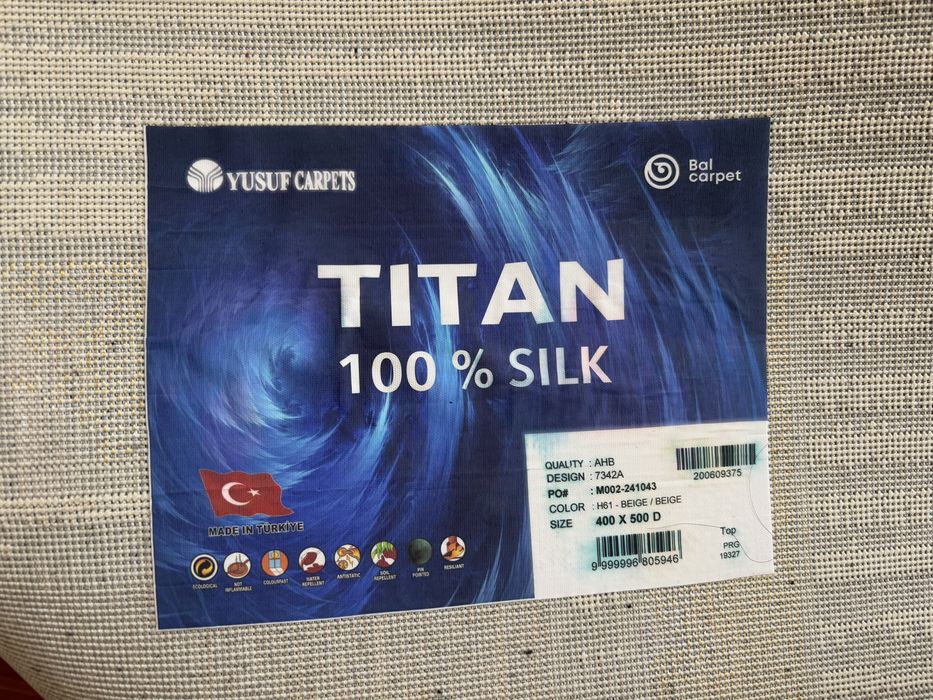 YUSUF CARPETS
Bal
carpet
TITAN
100 % SILK
QUALITY : AHB
DESIGN : 7342A
PO# : M002-241043
COLOR : H61 - BEIGE / BEIGE
SIZE 400 X 500 D
200609375
9 999996 805946
Top
PRG
19327
MADE IN TÜRKİYE
ECOLOGICAL
NOT
INFLAMMABLE
COLOURFAST
WATER
REPELLENT
ANTISTATIC
SOIL
REPELLENT
PIN
POINTED
RESILIANT